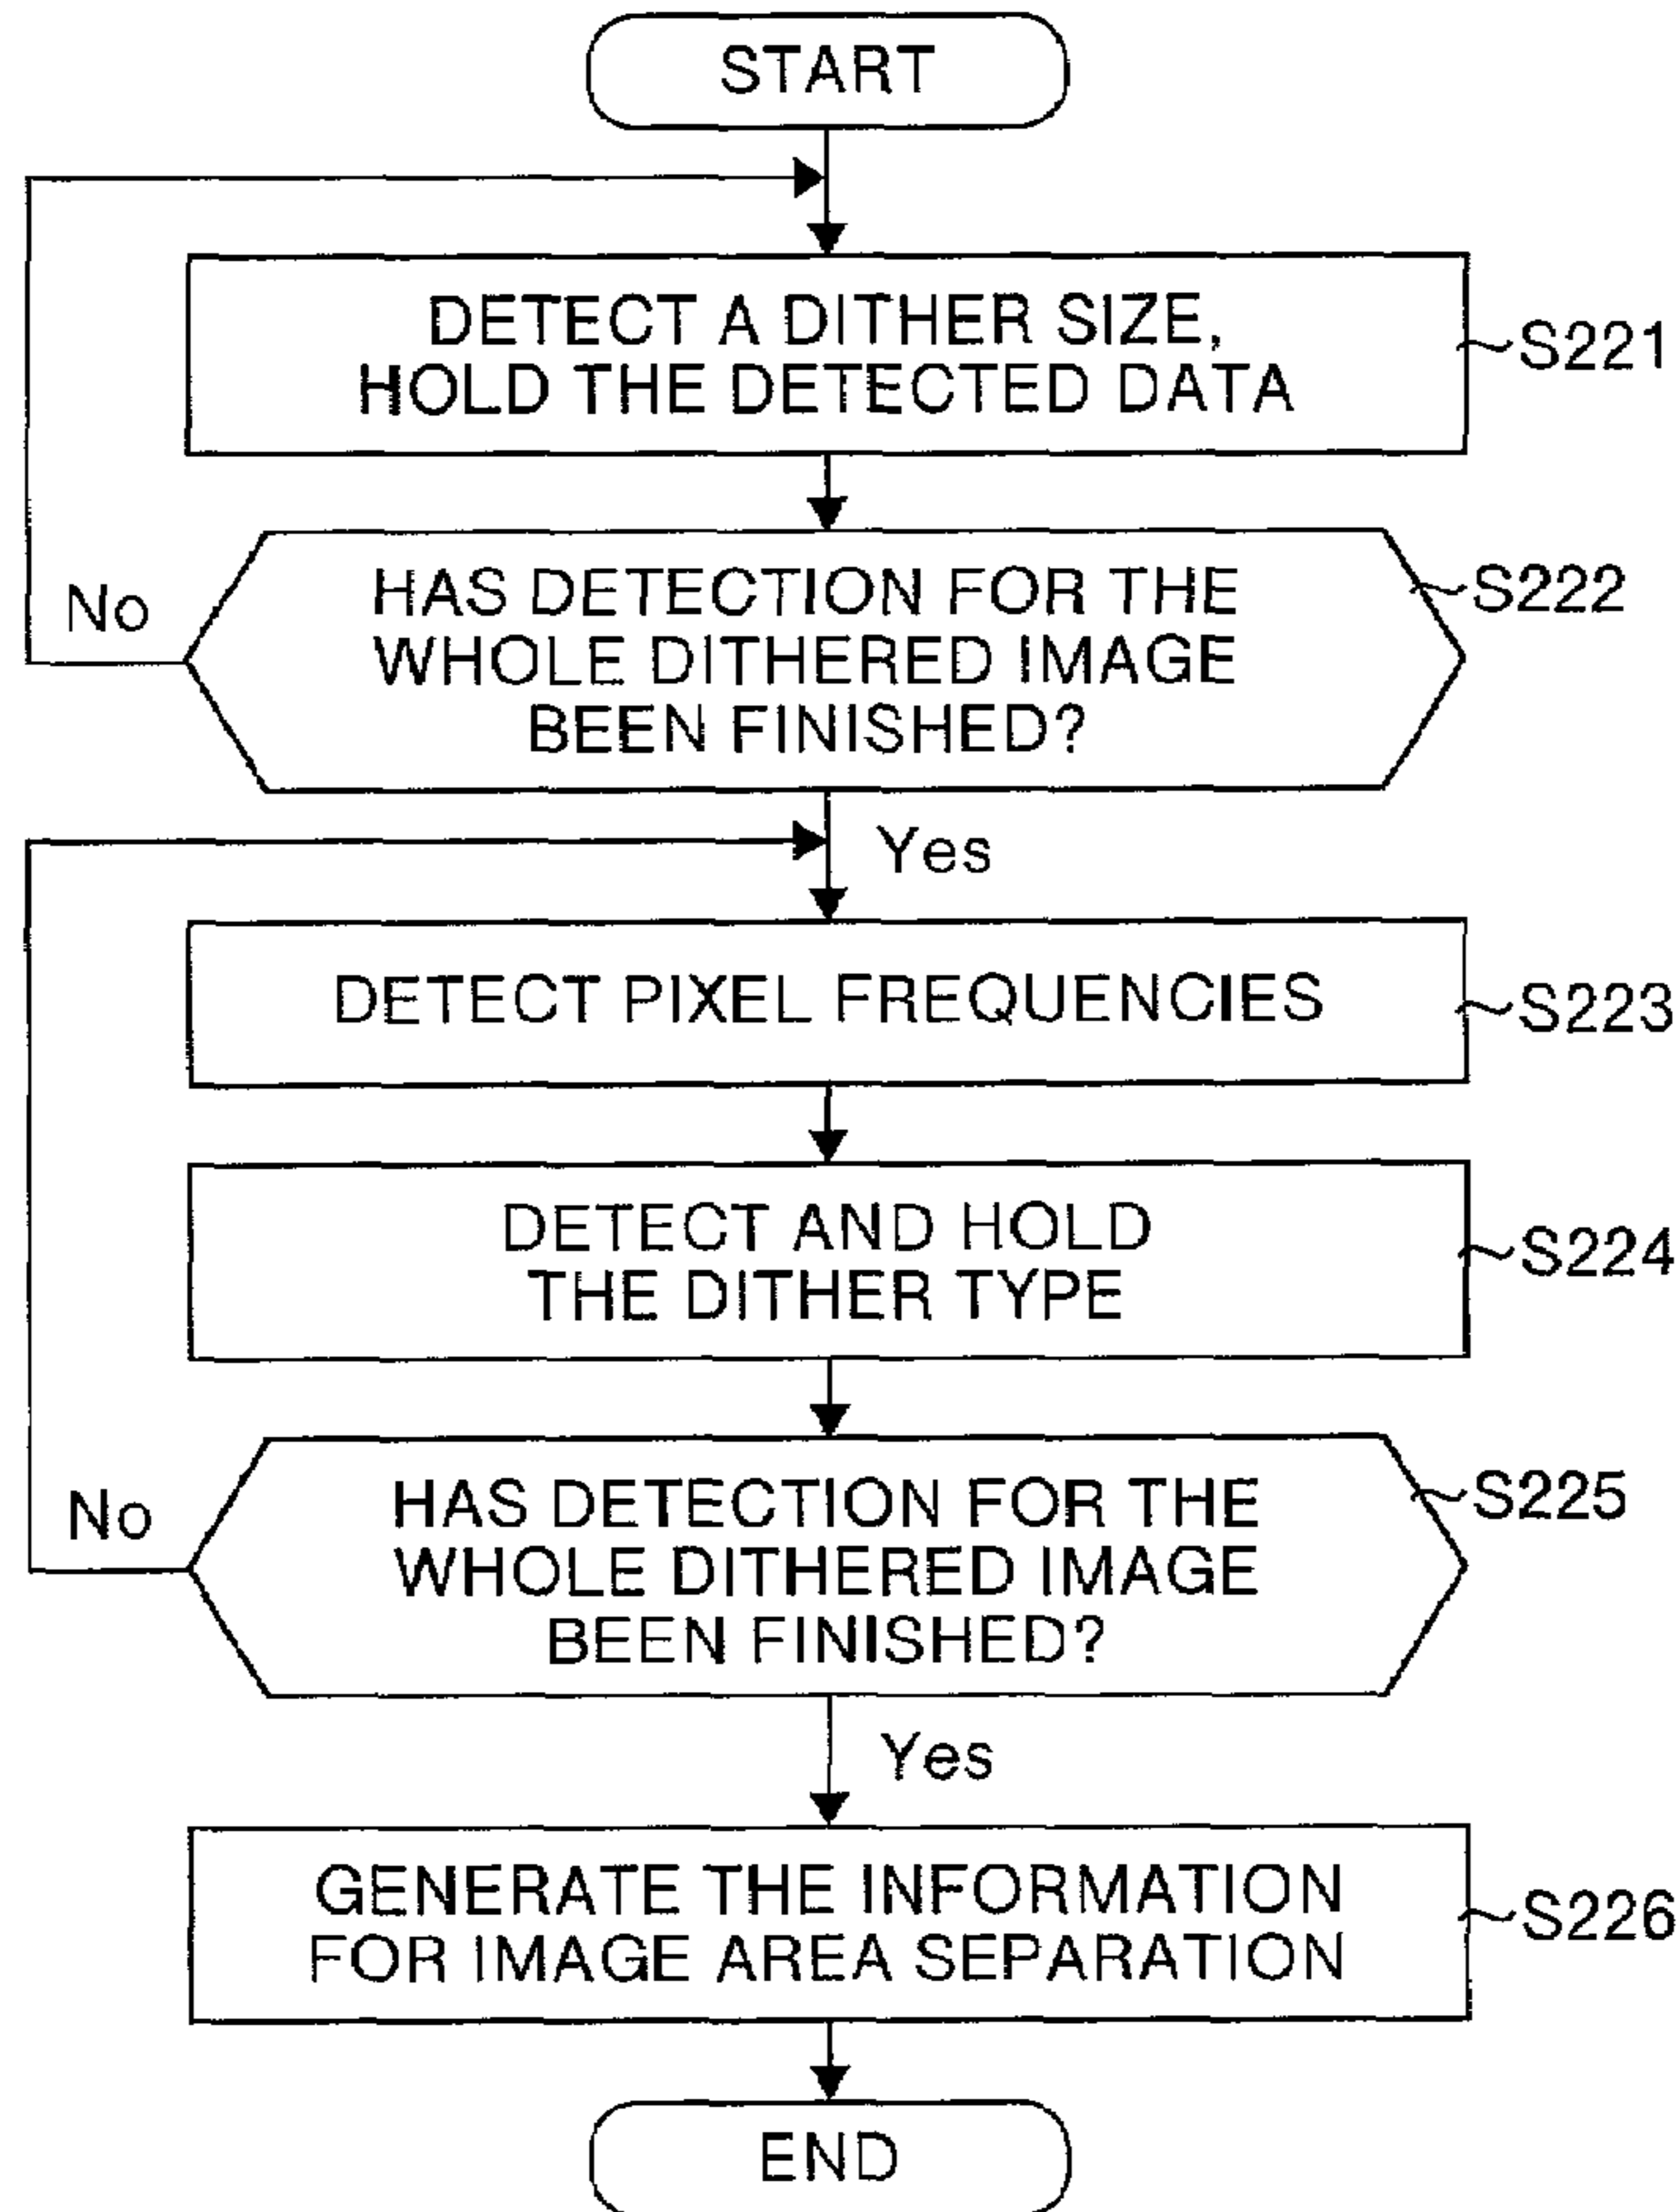 START
DETECT A DITHER SIZE,
HOLD THE DETECTED DATA
S221
HAS DETECTION FOR THE
WHOLE DITHERED IMAGE
BEEN FINISHED?
S222
No
Yes
DETECT PIXEL FREQUENCIES
S223
DETECT AND HOLD
THE DITHER TYPE
S224
HAS DETECTION FOR THE
WHOLE DITHERED IMAGE
BEEN FINISHED?
S225
No
Yes
GENERATE THE INFORMATION
FOR IMAGE AREA SEPARATION
S226
END